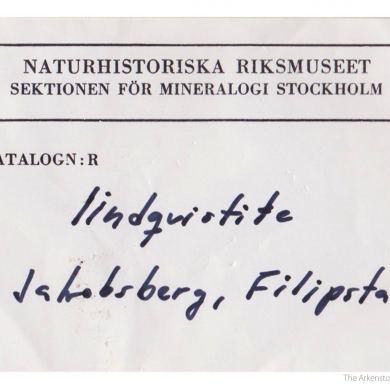 NATURHISTORISKA RIKSMUSEET
SEKTIONEN FÖR MINERALOGI STOCKHOLM
ATALOGN:R
lindqvistite
Jakobsberg, Filipsta
The Arkensto